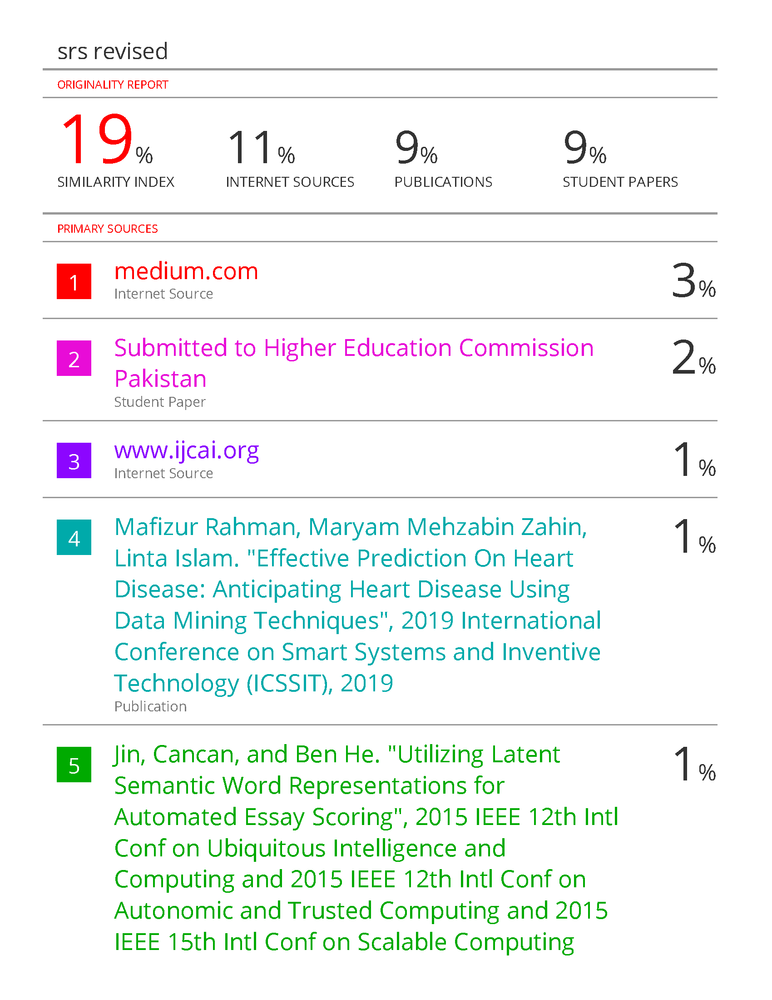 srs revised
ORIGINALITY REPORT
19% 11% 9% 9%
SIMILARITY INDEX INTERNET SOURCES PUBLICATIONS STUDENT PAPERS
PRIMARY SOURCES
1 medium.com 3%
Internet Source
2 Submitted to Higher Education Commission 2%
Pakistan
Student Paper
3 www.ijcai.org 1%
Internet Source
4 Mafizur Rahman, Maryam Mehzabin Zahin, 1%
Linta Islam. "Effective Prediction On Heart
Disease: Anticipating Heart Disease Using
Data Mining Techniques", 2019 International
Conference on Smart Systems and Inventive
Technology (ICSSIT), 2019
Publication
5 Jin, Cancan, and Ben He. "Utilizing Latent 1%
Semantic Word Representations for
Automated Essay Scoring", 2015 IEEE 12th Intl
Conf on Ubiquitous Intelligence and
Computing and 2015 IEEE 12th Intl Conf on
Autonomic and Trusted Computing and 2015
IEEE 15th Intl Conf on Scalable Computing